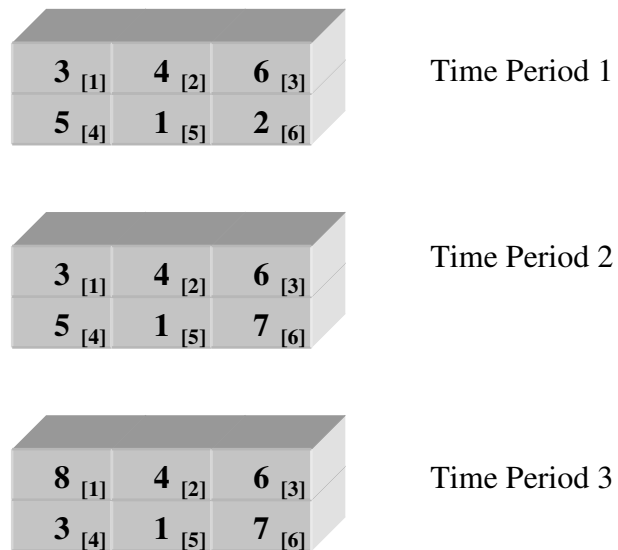 3 [1] 4 [2] 6 [3] Time Period 1
5 [4] 1 [5] 2 [6]
3 [1] 4 [2] 6 [3] Time Period 2
5 [4] 1 [5] 7 [6]
8 [1] 4 [2] 6 [3] Time Period 3
3 [4] 1 [5] 7 [6]